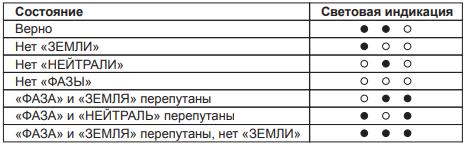 Состояние Световая индикация
Верно ● ● ○
Нет «ЗЕМЛИ» ● ○ ○
Нет «НЕЙТРАЛИ» ○ ● ○
Нет «ФАЗЫ» ○ ○ ○
«ФАЗА» и «ЗЕМЛЯ» перепутаны ○ ● ●
«ФАЗА» и «НЕЙТРАЛЬ» перепутаны ● ○ ●
«ФАЗА» и «ЗЕМЛЯ» перепутаны, нет «ЗЕМЛИ» ● ● ●